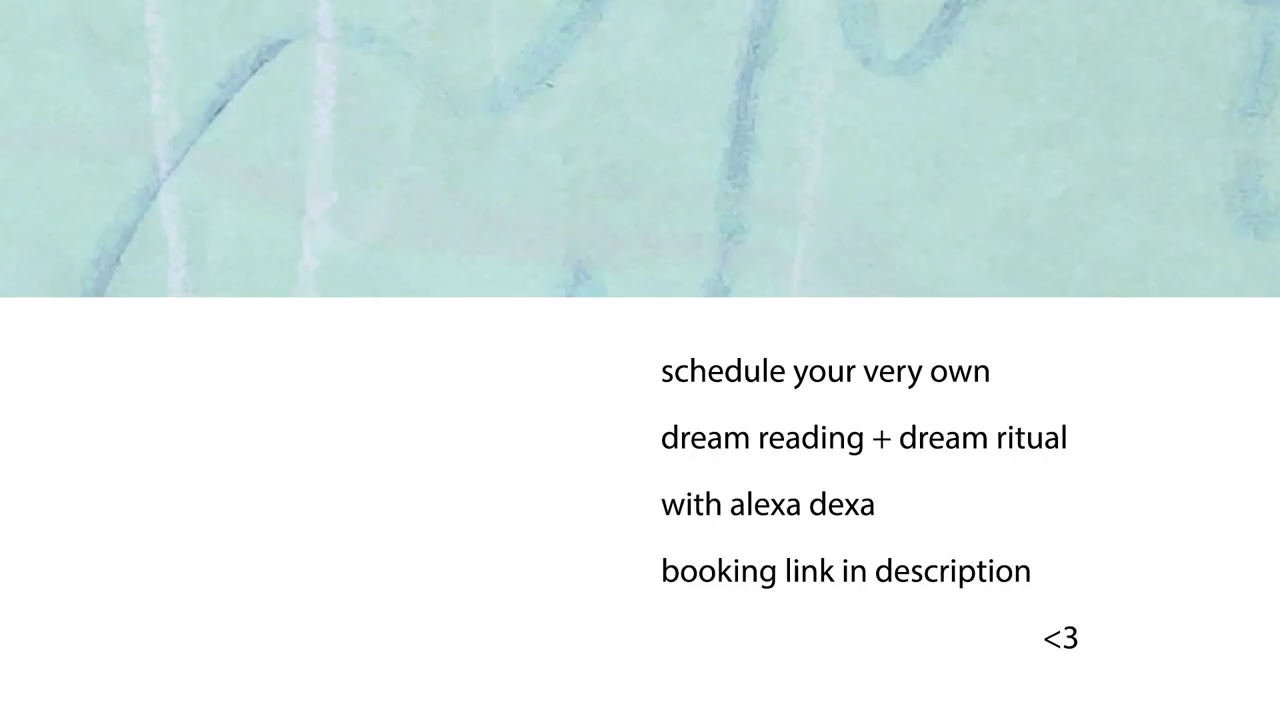 schedule your very own
dream reading + dream ritual
with alexa dexa
booking link in description
<3